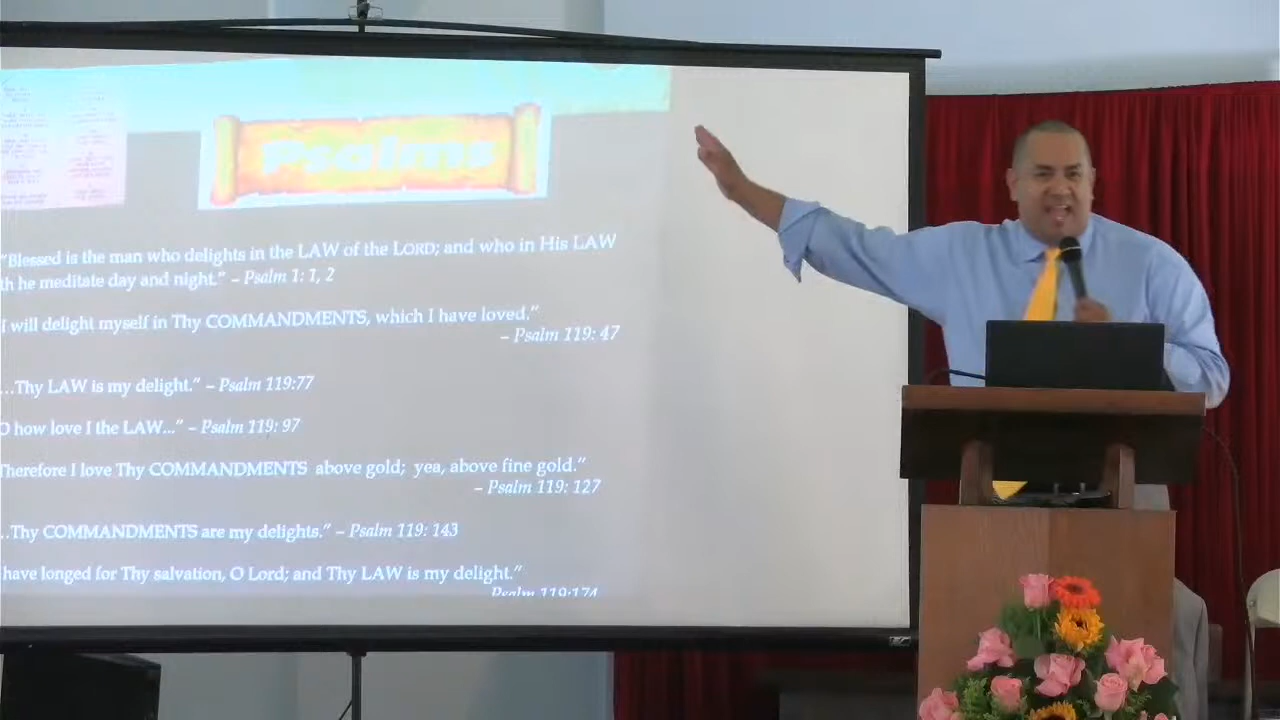 Psalms
"Blessed is the man who delights in the LAW of the LORD; and who in His LAW
th he meditate day and night." – Psalm 1: 1, 2
I will delight myself in Thy COMMANDMENTS, which I have loved."
– Psalm 119: 47
...Thy LAW is my delight." – Psalm 119:77
O how love I the LAW..." – Psalm 119: 97
Therefore I love Thy COMMANDMENTS above gold; yea, above fine gold."
– Psalm 119: 127
...Thy COMMANDMENTS are my delights." – Psalm 119: 143
have longed for Thy salvation, O Lord; and Thy LAW is my delight."
Psalm 119:174